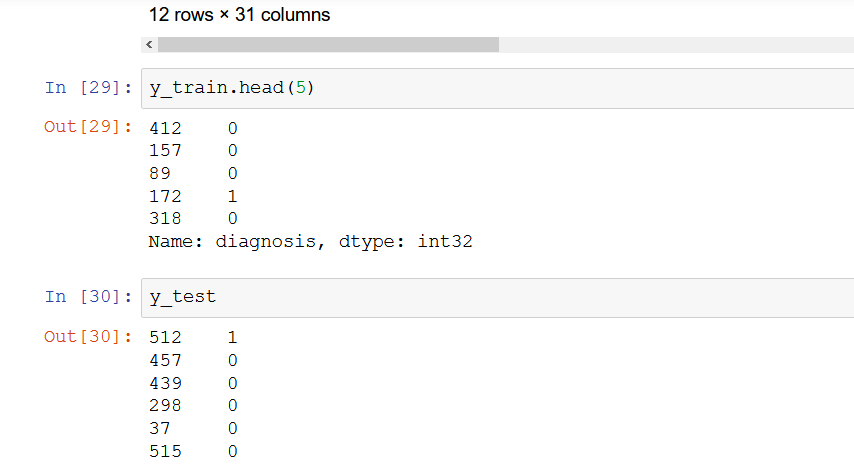 12 rows × 31 columns
In [29]: y_train.head(5)
Out[29]: 412 0
157 0
89 0
172 1
318 0
Name: diagnosis, dtype: int32
In [30]: y_test
Out[30]: 512 1
457 0
439 0
298 0
37 0
515 0